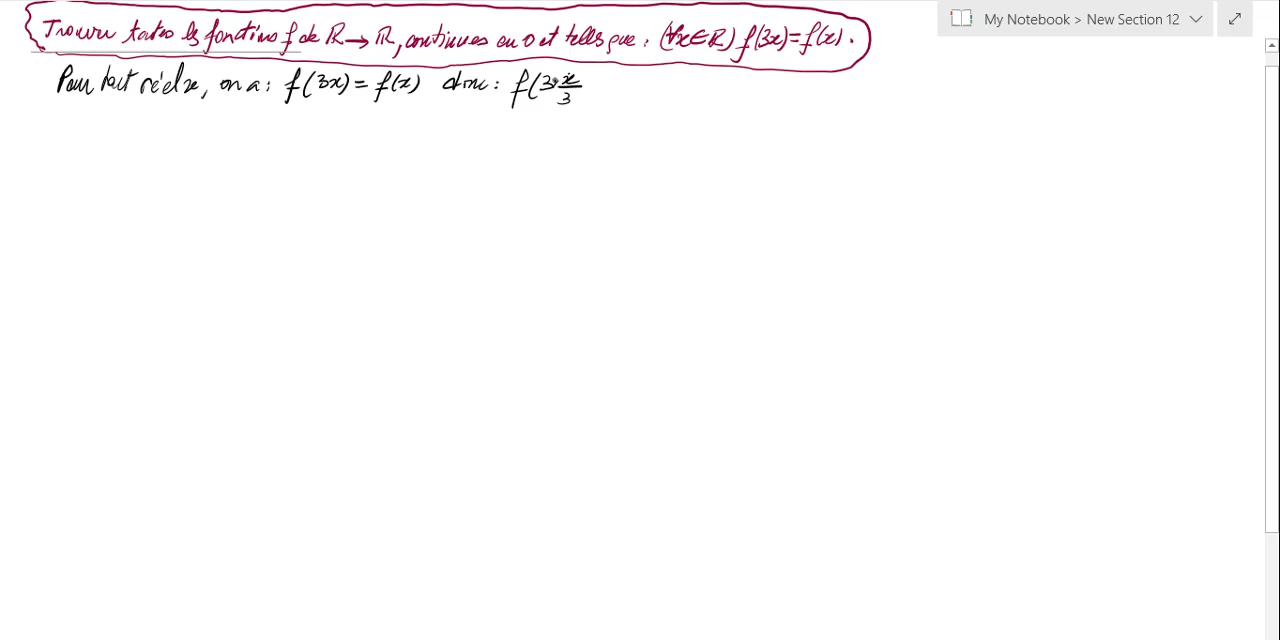 My Notebook > New Section 12
Trouver toutes les fonctions f de ℝ → ℝ, continues en 0 et telles que : (∀x∈ℝ) f(3x)=f(x).
Pour tout réel x, on a : f(3x) = f(x) donc : f(3·x/3